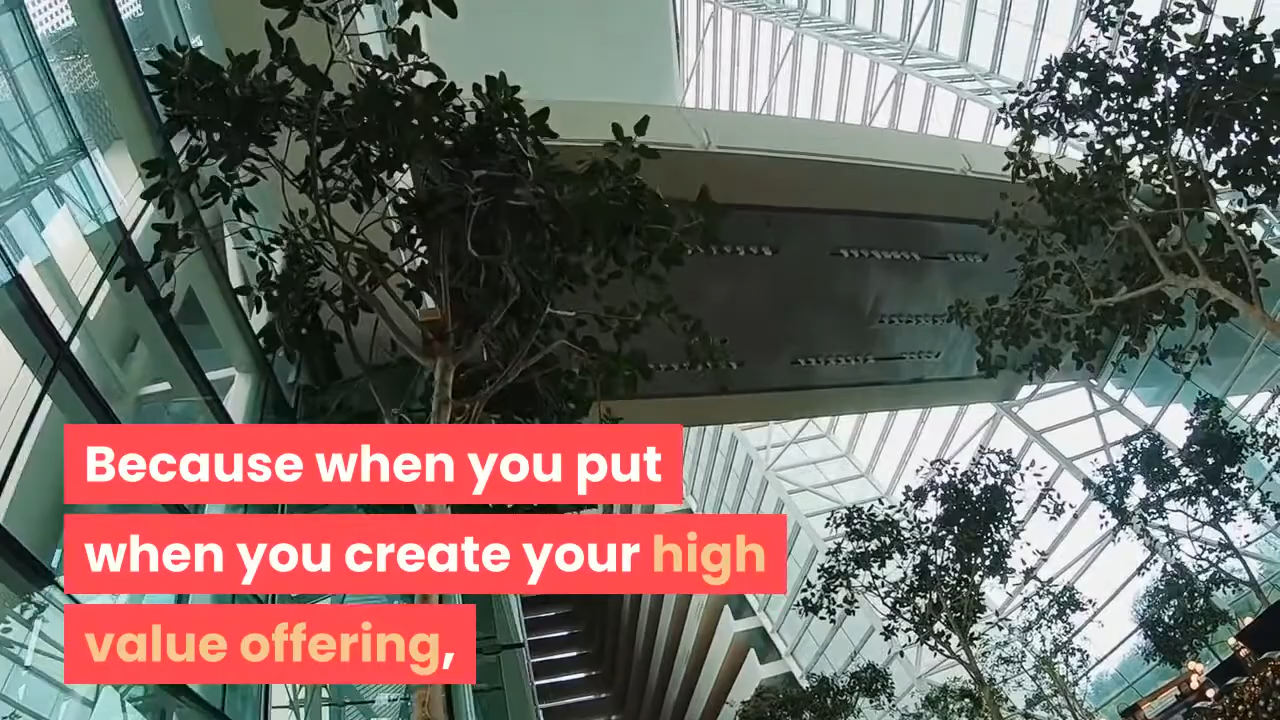 Because when you put
when you create your high
value offering,